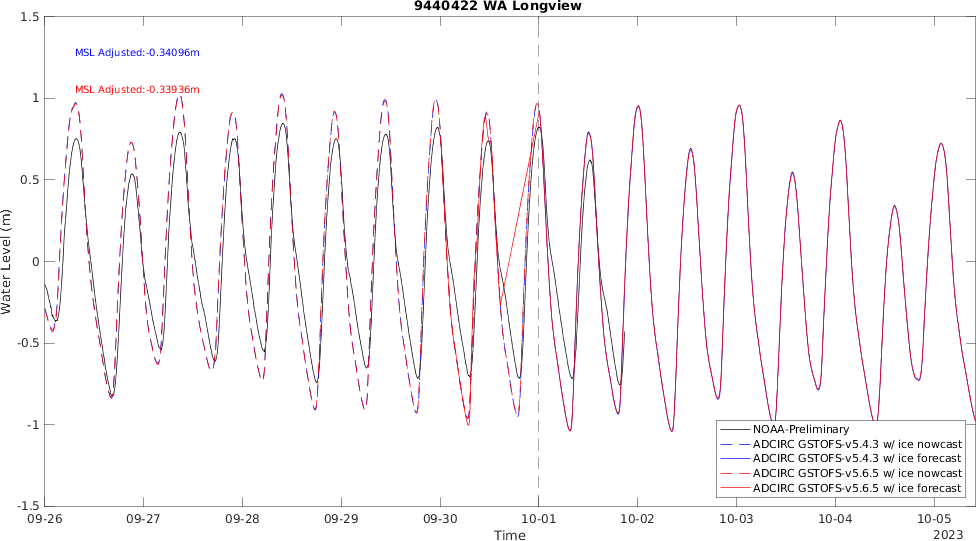 9440422 WA Longview
MSL Adjusted:-0.34096m
MSL Adjusted:-0.33936m
Water Level (m)
1.5
1
0.5
0
-0.5
-1
-1.5
NOAA-Preliminary
ADCIRC GSTOFS-v5.4.3 w/ ice nowcast
ADCIRC GSTOFS-v5.4.3 w/ ice forecast
ADCIRC GSTOFS-v5.6.5 w/ ice nowcast
ADCIRC GSTOFS-v5.6.5 w/ ice forecast
09-26 09-27 09-28 09-29 09-30 10-01 10-02 10-03 10-04 10-05
2023
Time